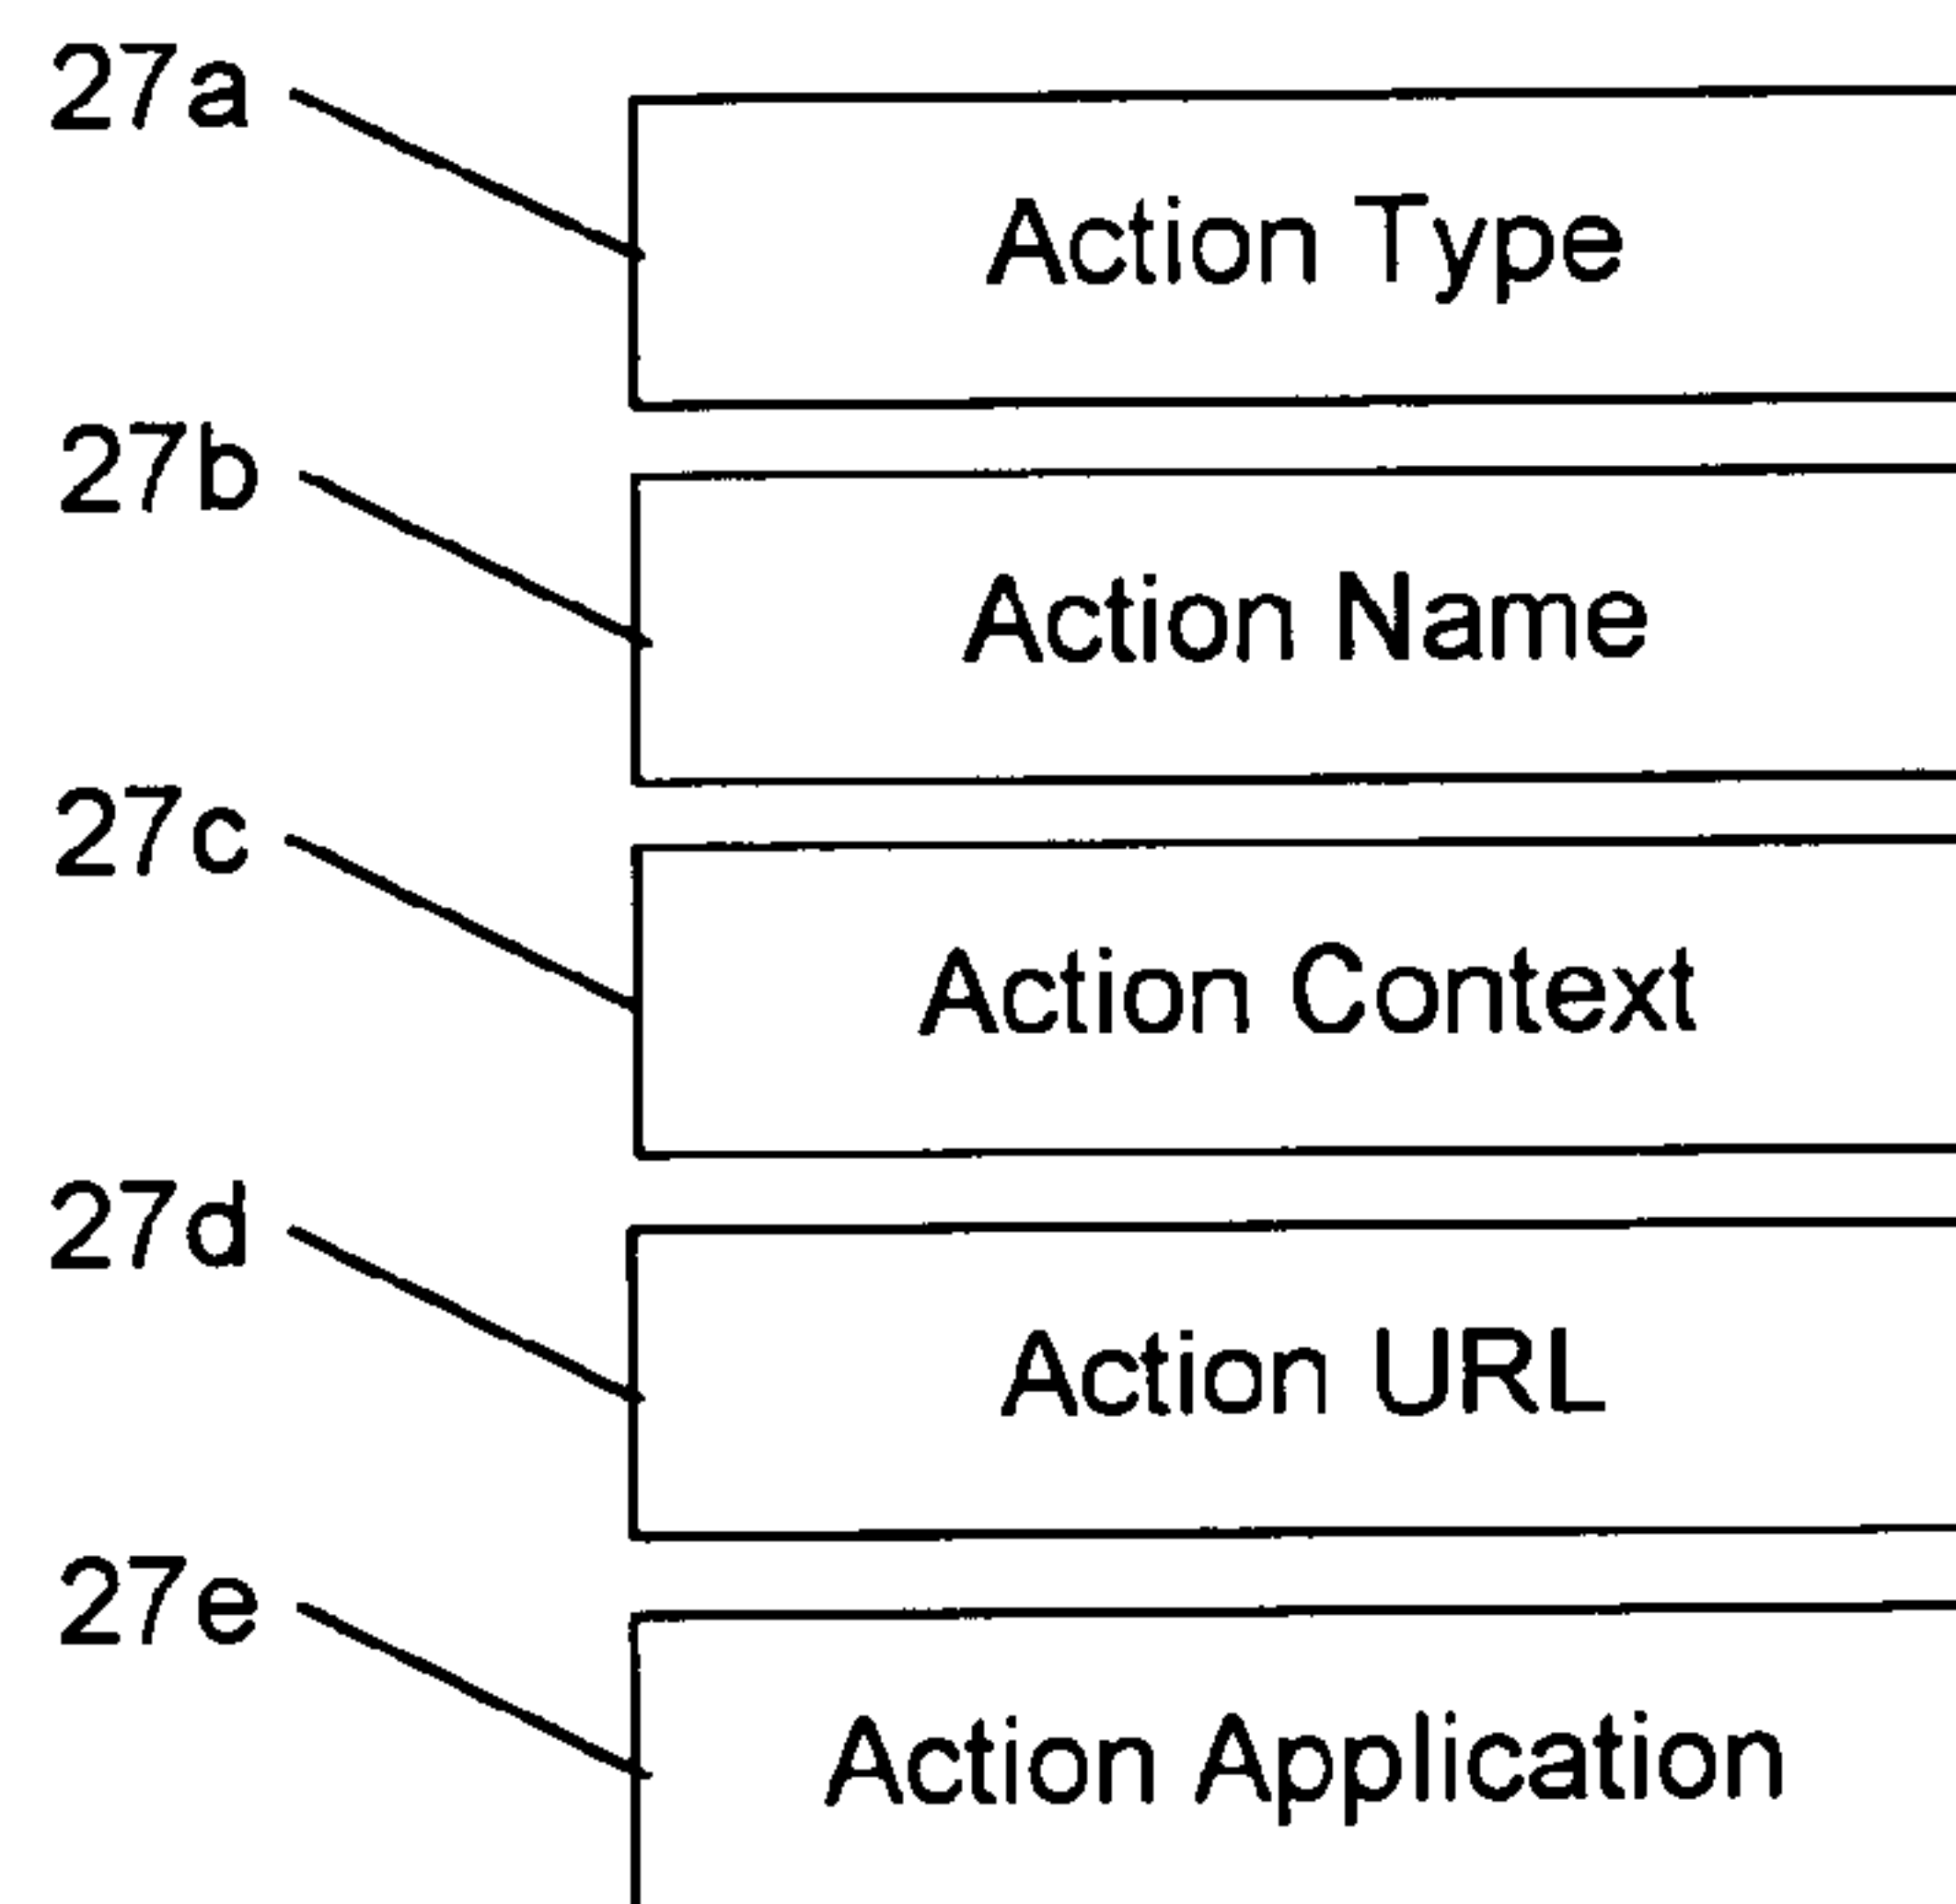 27a
Action Type
27b
Action Name
27c
Action Context
27d
Action URL
27e
Action Application